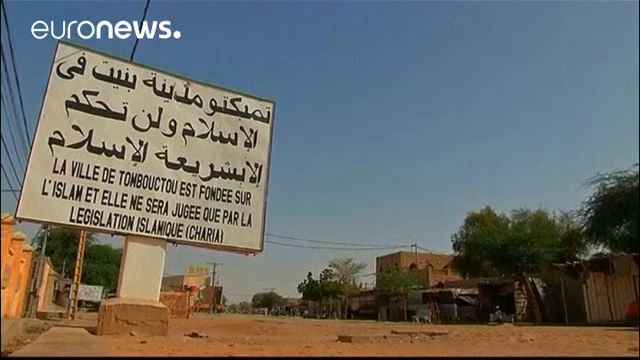 euronews.
تمبكتو مدينة بنيت في
الإسلام ولن تحكم
الا بشريعة الإسلام
LA VILLE DE TOMBOUCTOU EST FONDEE SUR
L'ISLAM ET ELLE NE SERA JUGEE QUE PAR LA
LEGISLATION ISLAMIQUE (CHARIA)